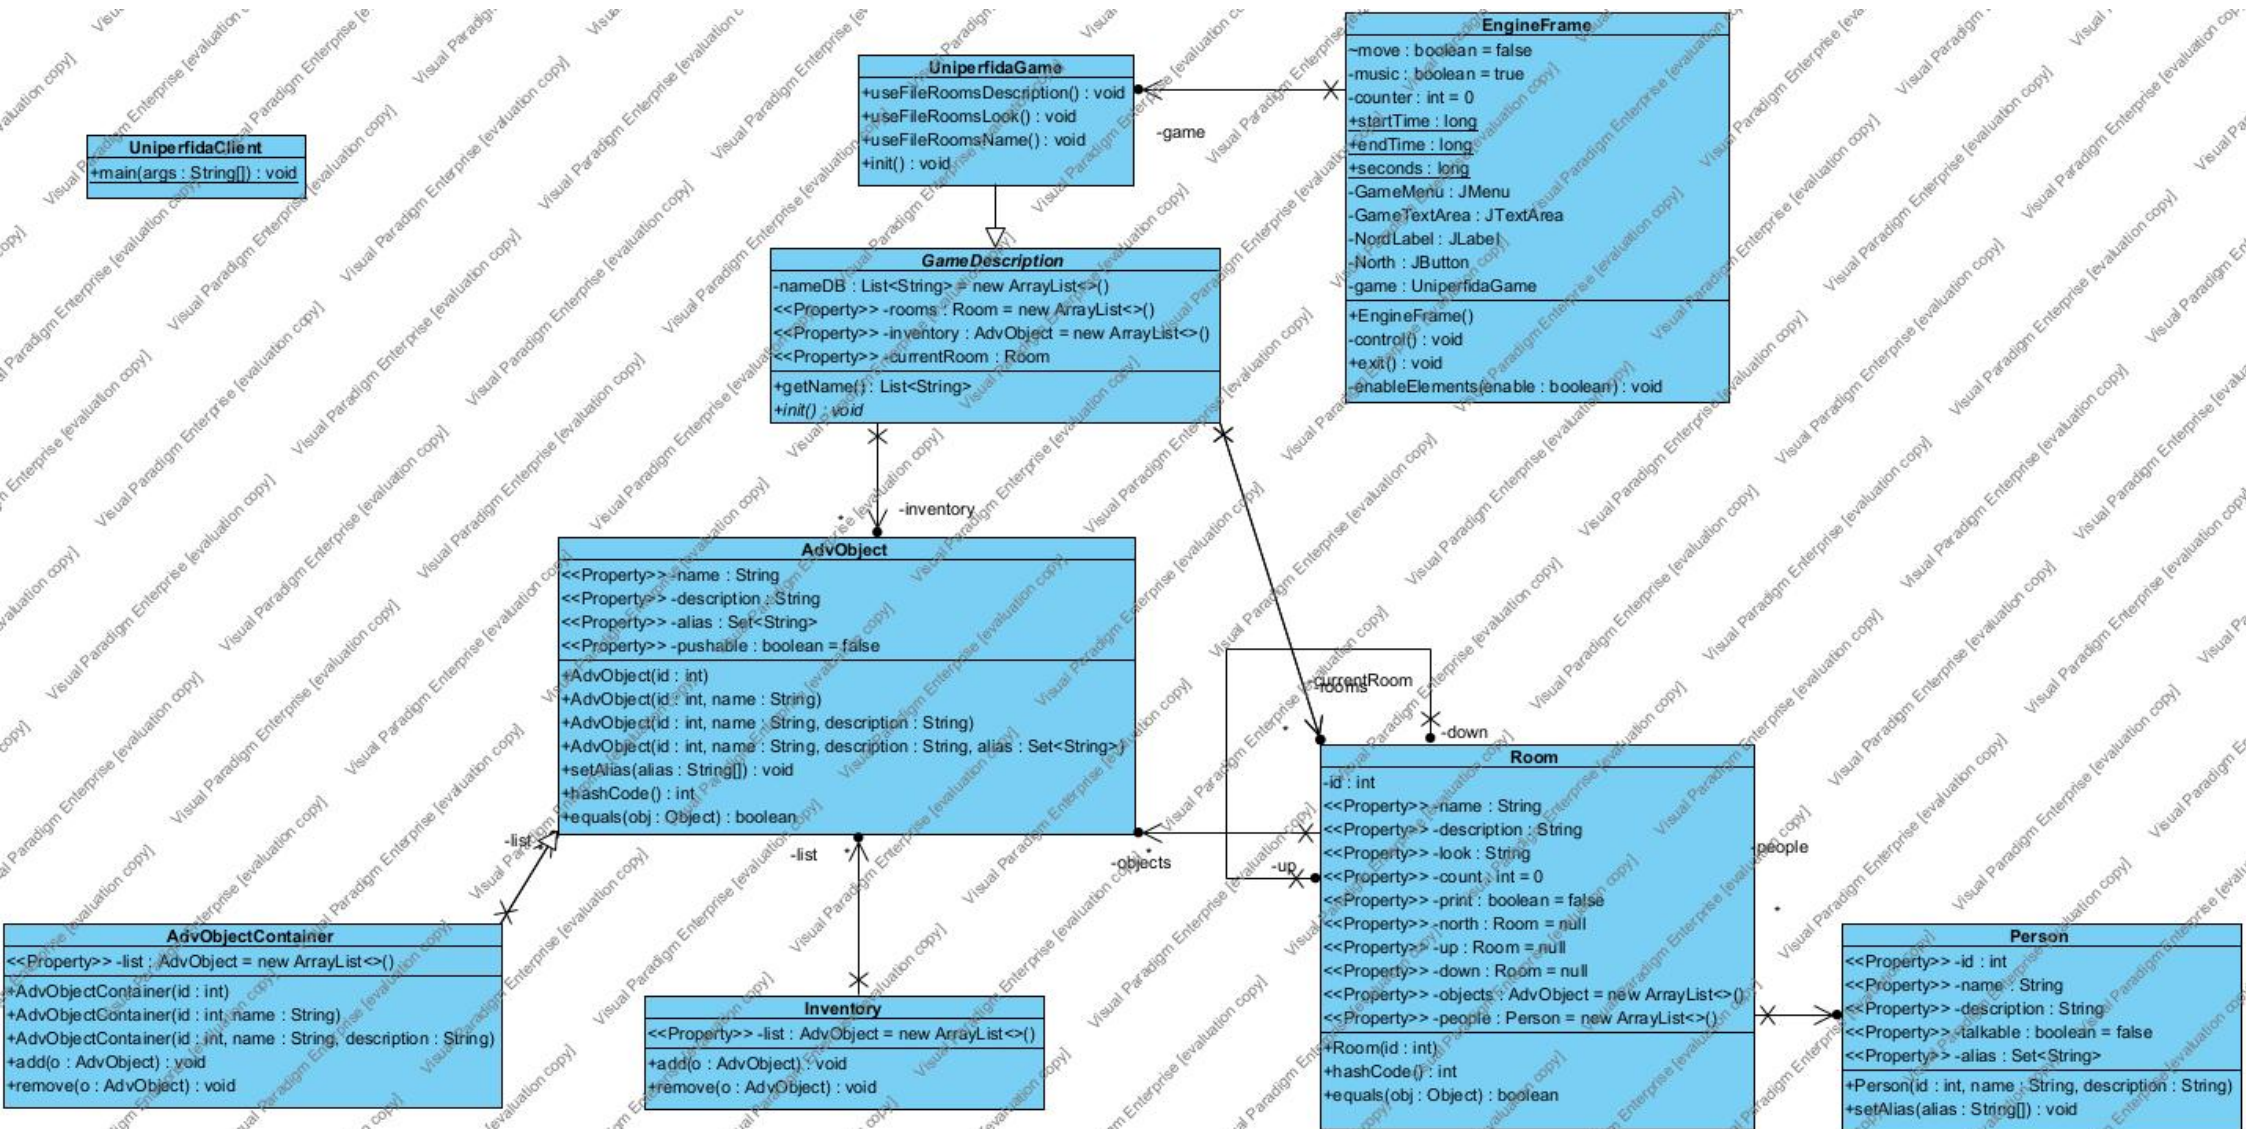 UniperfidaClient
+main(args : String[]) : void
UniperfidaGame
+useFileRoomsDescription() : void
+useFileRoomsLook() : void
+useFileRoomsName() : void
+init() : void
-game
EngineFrame
~move : boolean = false
-music : boolean = true
-counter : int = 0
+startTime : long
+endTime : long
+seconds : long
-GameMenu : JMenu
-GameTextArea : JTextArea
-NordLabel : JLabel
-North : JButton
-game : UniperfidaGame
+EngineFrame()
-control() : void
+exit() : void
-enableElements(enable : boolean) : void
GameDescription
-nameDB : List<String> = new ArrayList<>()
<<Property>> -rooms : Room = new ArrayList<>()
<<Property>> -inventory : AdvObject = new ArrayList<>()
<<Property>> -currentRoom : Room
+getName() : List<String>
+init() : void
-inventory
*
AdvObject
<<Property>> -name : String
<<Property>> -description : String
<<Property>> -alias : Set<String>
<<Property>> -pushable : boolean = false
+AdvObject(id : int)
+AdvObject(id : int, name : String)
+AdvObject(id : int, name : String, description : String)
+AdvObject(id : int, name : String, description : String, alias : Set<String>)
+setAlias(alias : String[]) : void
+hashCode() : int
+equals(obj : Object) : boolean
-currentRoom
-rooms
*
-down
-up
-list
*
-list
*
-objects
*
-people
*
Room
-id : int
<<Property>> -name : String
<<Property>> -description : String
<<Property>> -look : String
<<Property>> -count : int = 0
<<Property>> -print : boolean = false
<<Property>> -north : Room = null
<<Property>> -up : Room = null
<<Property>> -down : Room = null
<<Property>> -objects : AdvObject = new ArrayList<>()
<<Property>> -people : Person = new ArrayList<>()
+Room(id : int)
+hashCode() : int
+equals(obj : Object) : boolean
AdvObjectContainer
<<Property>> -list : AdvObject = new ArrayList<>()
+AdvObjectContainer(id : int)
+AdvObjectContainer(id : int, name : String)
+AdvObjectContainer(id : int, name : String, description : String)
+add(o : AdvObject) : void
+remove(o : AdvObject) : void
Inventory
<<Property>> -list : AdvObject = new ArrayList<>()
+add(o : AdvObject) : void
+remove(o : AdvObject) : void
Person
<<Property>> -id : int
<<Property>> -name : String
<<Property>> -description : String
<<Property>> -talkable : boolean = false
<<Property>> -alias : Set<String>
+Person(id : int, name : String, description : String)
+setAlias(alias : String[]) : void
Visual Paradigm Enterprise [evaluation copy]